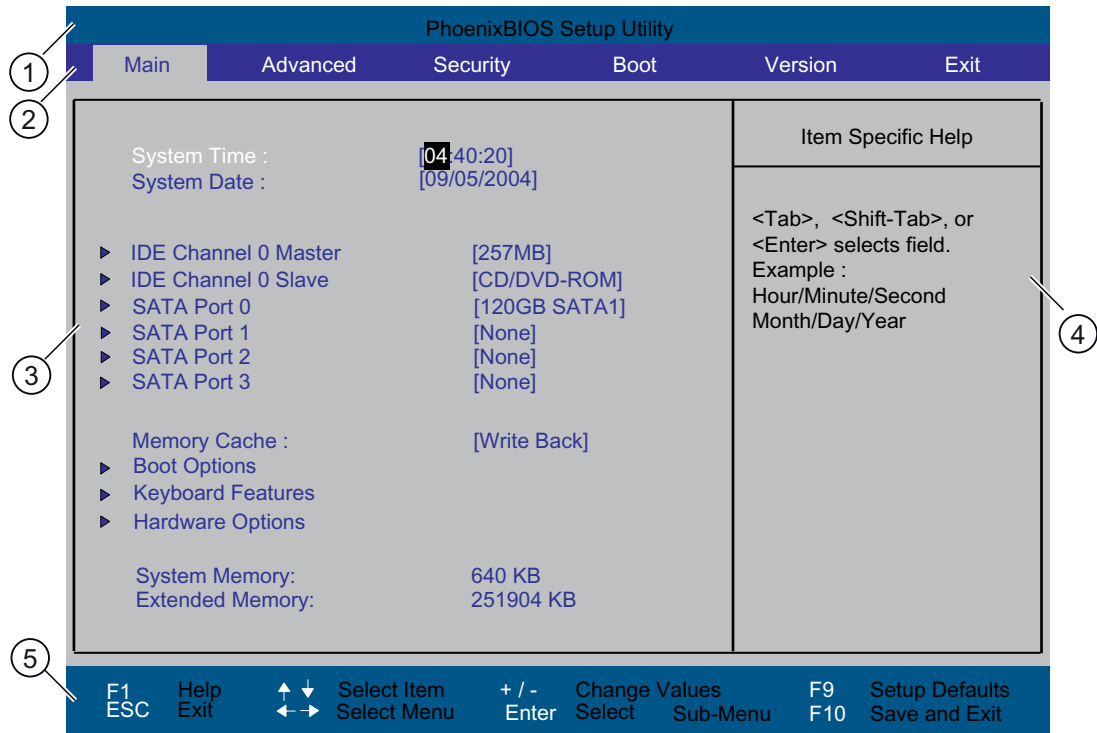 PhoenixBIOS Setup Utility
1
Main Advanced Security Boot Version Exit
2
Item Specific Help
System Time : [04:40:20]
System Date : [09/05/2004]
<Tab>, <Shift-Tab>, or
<Enter> selects field.
Example :
Hour/Minute/Second
Month/Day/Year
IDE Channel 0 Master [257MB]
IDE Channel 0 Slave [CD/DVD-ROM]
SATA Port 0 [120GB SATA1]
SATA Port 1 [None]
SATA Port 2 [None]
SATA Port 3 [None]
3
4
Memory Cache : [Write Back]
Boot Options
Keyboard Features
Hardware Options
System Memory: 640 KB
Extended Memory: 251904 KB
5
F1 Help Select Item + / - Change Values F9 Setup Defaults
ESC Exit Select Menu Enter Select Sub-Menu F10 Save and Exit